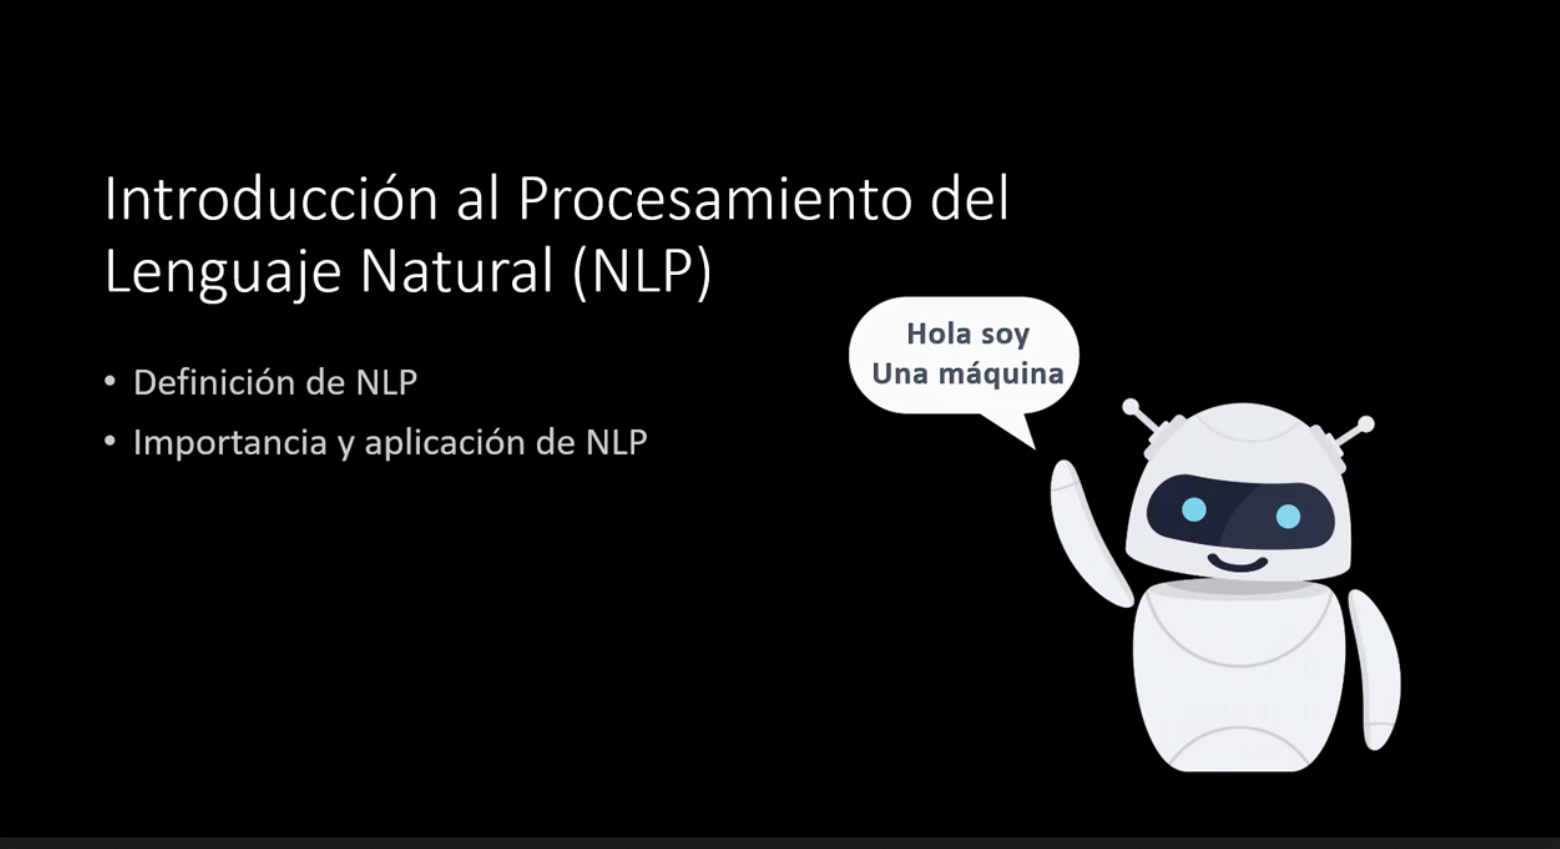 Introducción al Procesamiento del
Lenguaje Natural (NLP)
• Definición de NLP
• Importancia y aplicación de NLP
Hola soy
Una máquina